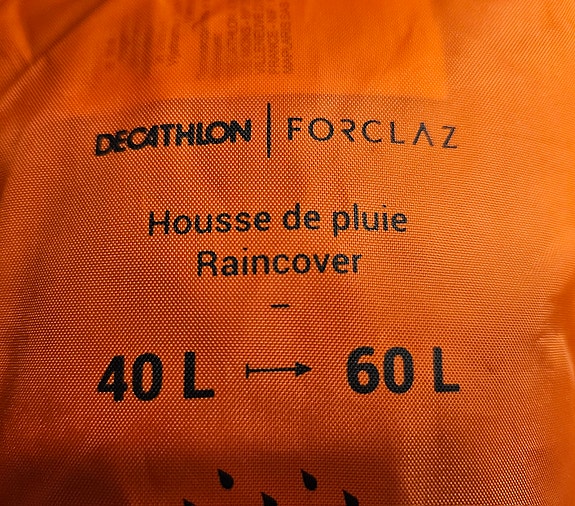 DECATHLON | FORCLAZ
Housse de pluie
Raincover
–
40 L → 60 L